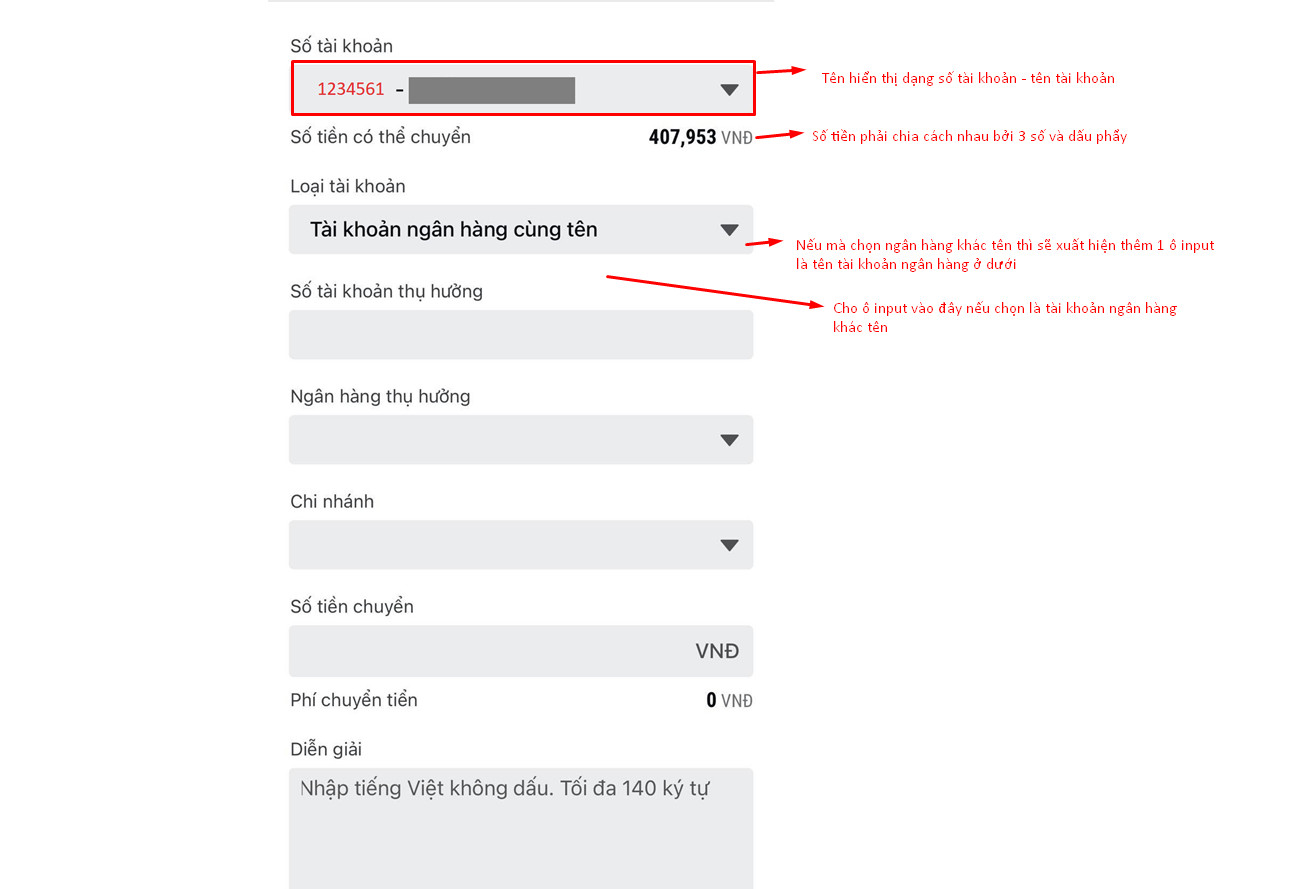 Số tài khoản
1234561 -
Tên hiển thị dạng số tài khoản - tên tài khoản
Số tiền có thể chuyển 407,953 VNĐ
Số tiền phải chia cách nhau bởi 3 số và dấu phẩy
Loại tài khoản
Tài khoản ngân hàng cùng tên
Nếu mà chọn ngân hàng khác tên thì sẽ xuất hiện thêm 1 ô input
là tên tài khoản ngân hàng ở dưới
Số tài khoản thụ hưởng
Cho ô input vào đây nếu chọn là tài khoản ngân hàng
khác tên
Ngân hàng thụ hưởng
Chi nhánh
Số tiền chuyển
VNĐ
Phí chuyển tiền 0 VNĐ
Diễn giải
Nhập tiếng Việt không dấu. Tối đa 140 ký tự